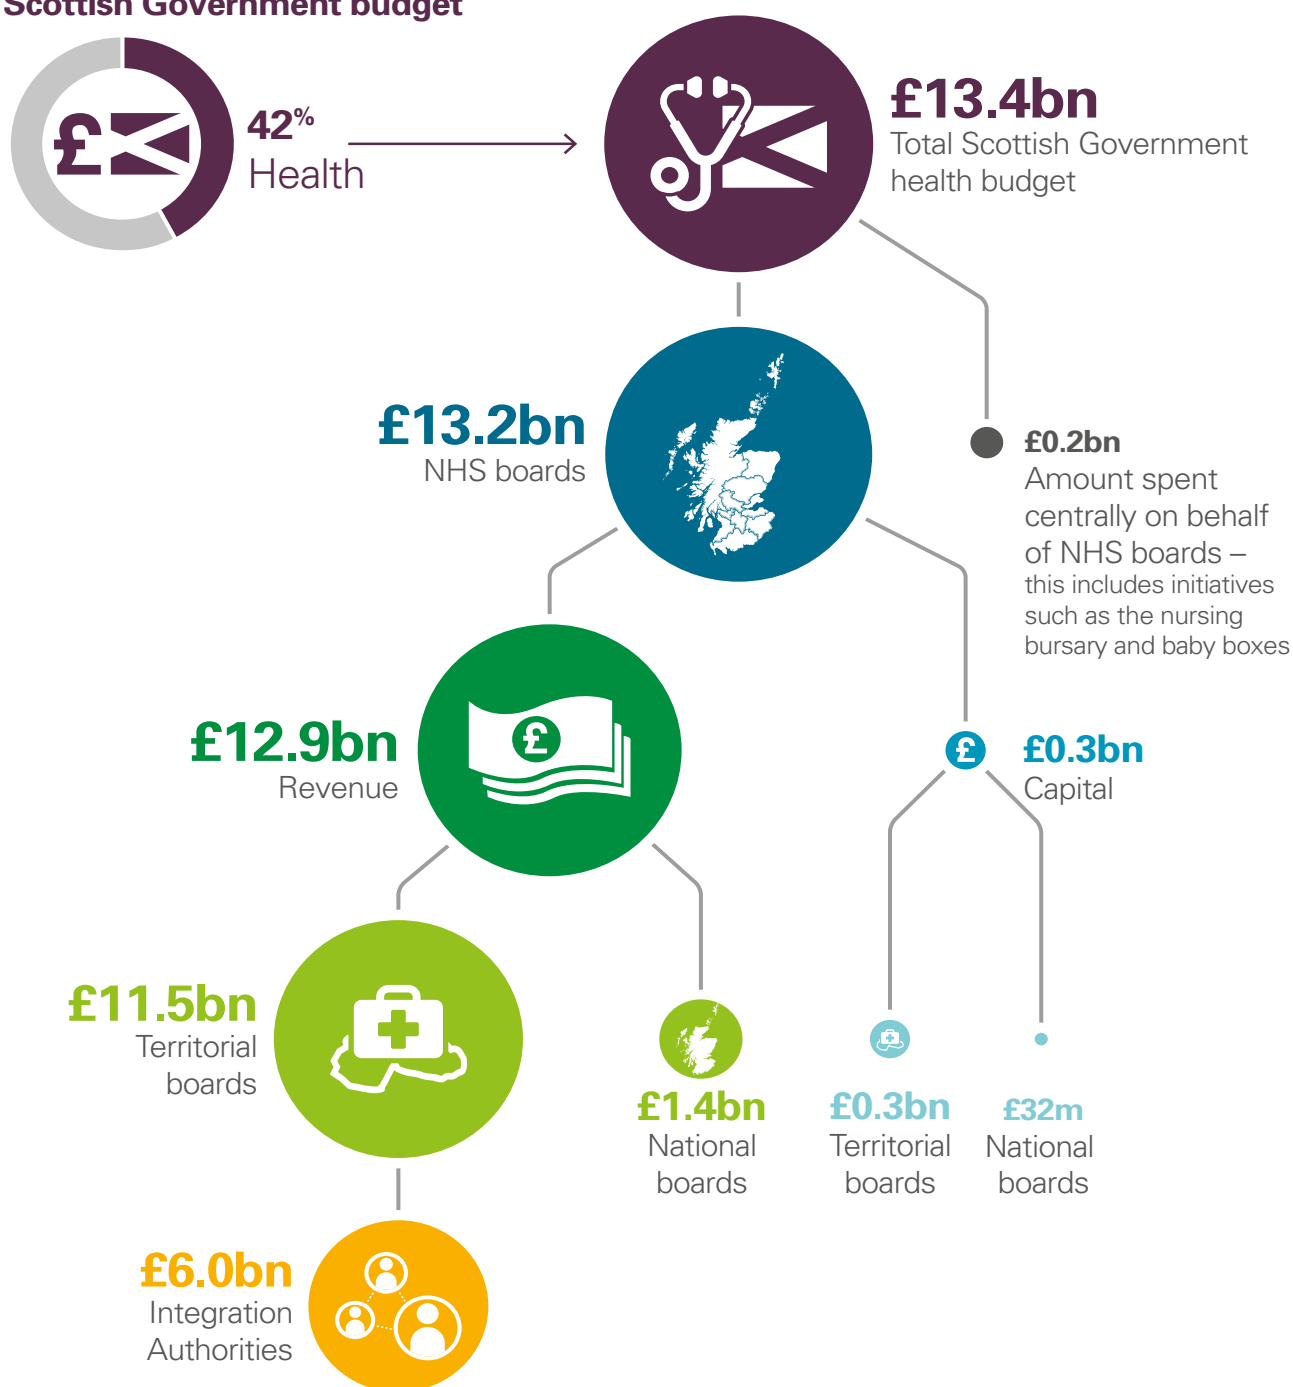 Scottish Government budget
£
42%
Health
£13.4bn
Total Scottish Government
health budget
£13.2bn
NHS boards
£0.2bn
Amount spent
centrally on behalf
of NHS boards –
this includes initiatives
such as the nursing
bursary and baby boxes
£12.9bn
Revenue
£
£
£0.3bn
Capital
£11.5bn
Territorial
boards
£1.4bn
National
boards
£0.3bn
Territorial
boards
£32m
National
boards
£6.0bn
Integration
Authorities